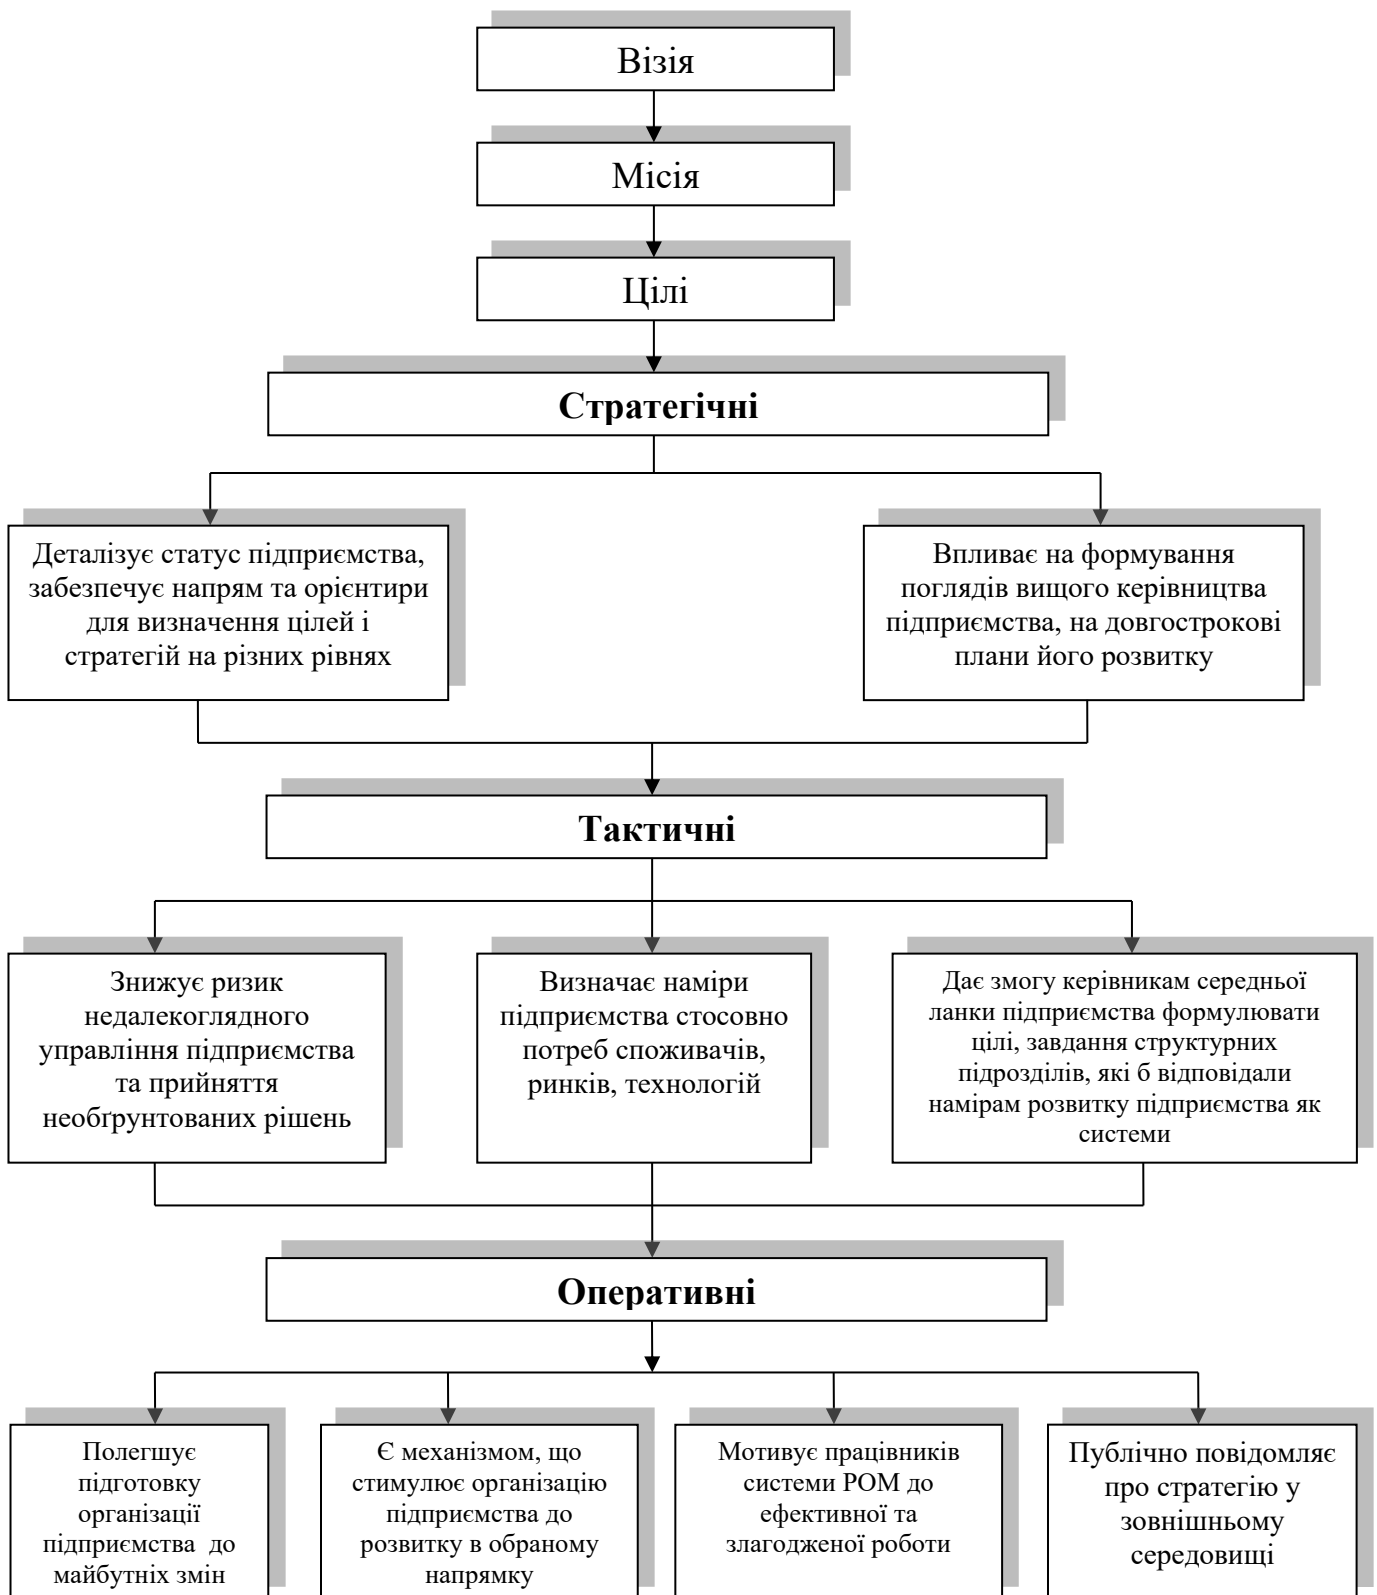 Візія
Місія
Цілі
Стратегічні
Деталізує статус підприємства,
забезпечує напрям та орієнтири
для визначення цілей і
стратегій на різних рівнях
Впливає на формування
поглядів вищого керівництва
підприємства, на довгострокові
плани його розвитку
Тактичні
Знижує ризик
недалекоглядного
управління підприємства
та прийняття
необґрунтованих рішень
Визначає наміри
підприємства стосовно
потреб споживачів,
ринків, технологій
Дає змогу керівникам середньої
ланки підприємства формулювати
цілі, завдання структурних
підрозділів, які б відповідали
намірам розвитку підприємства як
системи
Оперативні
Полегшує
підготовку
організації
підприємства до
майбутніх змін
Є механізмом, що
стимулює організацію
підприємства до
розвитку в обраному
напрямку
Мотивує працівників
системи РОМ до
ефективної та
злагодженої роботи
Публічно повідомляє
про стратегію у
зовнішньому
середовищі